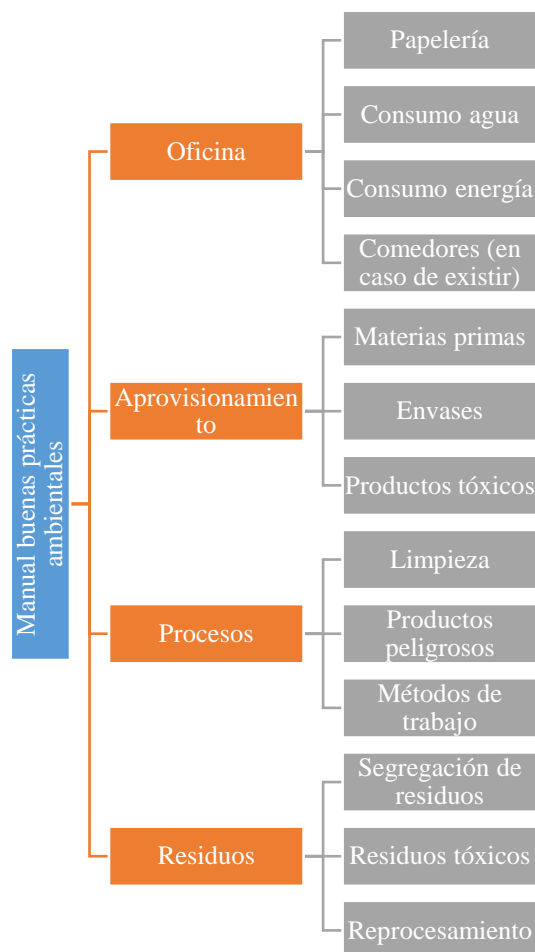 Manual buenas prácticas
ambientales
Oficina
Papelería
Consumo agua
Consumo energía
Comedores (en
caso de existir)
Aprovisionamien
to
Materias primas
Envases
Productos tóxicos
Procesos
Limpieza
Productos
peligrosos
Métodos de
trabajo
Residuos
Segregación de
residuos
Residuos tóxicos
Reprocesamiento